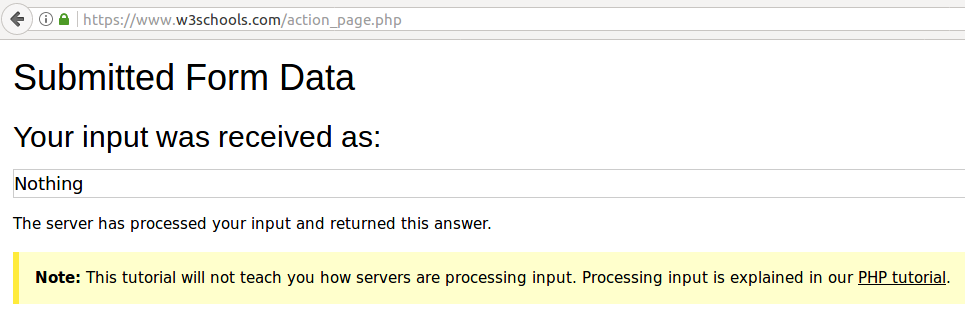 https://www.w3schools.com/action_page.php
Submitted Form Data
Your input was received as:
Nothing
The server has processed your input and returned this answer.
Note: This tutorial will not teach you how servers are processing input. Processing input is explained in our PHP tutorial.